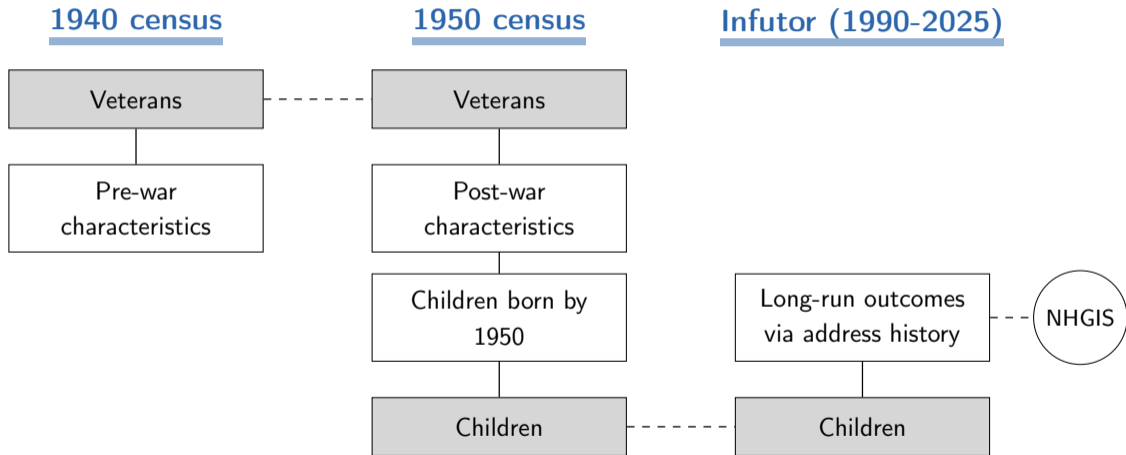 1940 census
1950 census
Infutor (1990-2025)
Veterans
Veterans
Pre-war
characteristics
Post-war
characteristics
Children born by
1950
Long-run outcomes
via address history
NHGIS
Children
Children